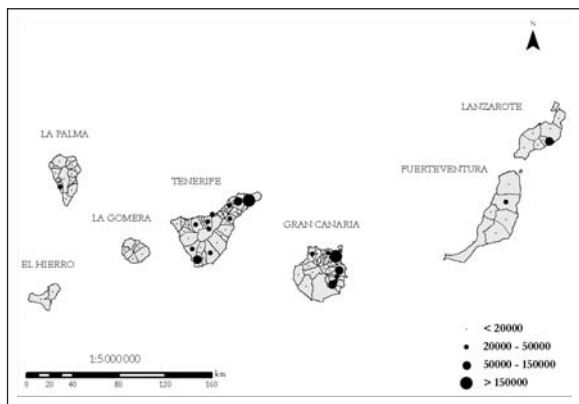 N
LANZAROTE
LA PALMA
FUERTEVENTURA
TENERIFE
LA GOMERA
GRAN CANARIA
EL HIERRO
< 20000
20000 - 50000
50000 - 150000
> 150000
1:5 000 000
km
0 20 40 80 120 160